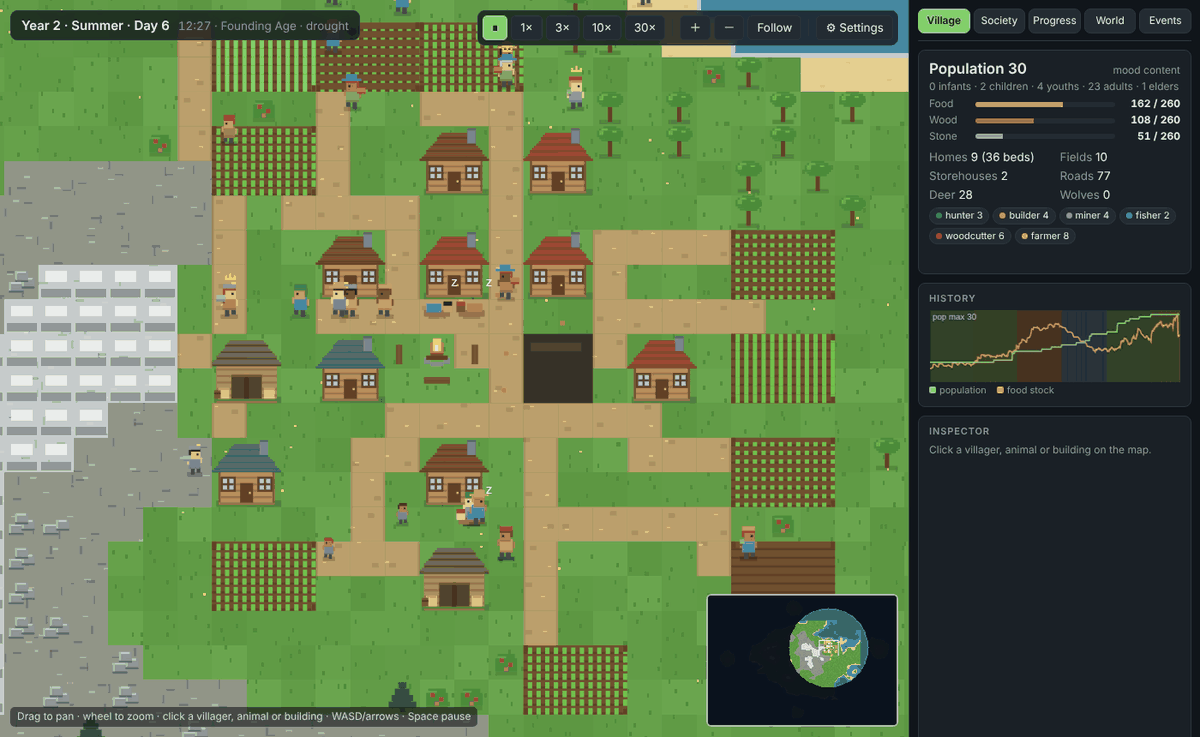 Year 2 · Summer · Day 6 12:27 · Founding Age · drought
1× 3× 10× 30× + − Follow ⚙ Settings
Village Society Progress World Events
Population 30 mood content
0 infants · 2 children · 4 youths · 23 adults · 1 elders
Food 162 / 260
Wood 108 / 260
Stone 51 / 260
Homes 9 (36 beds) Fields 10
Storehouses 2 Roads 77
Deer 28 Wolves 0
hunter 3 builder 4 miner 4 fisher 2
woodcutter 6 farmer 8
HISTORY
pop max 30
population food stock
INSPECTOR
Click a villager, animal or building on the map.
z z
z
Drag to pan · wheel to zoom · click a villager, animal or building · WASD/arrows · Space pause